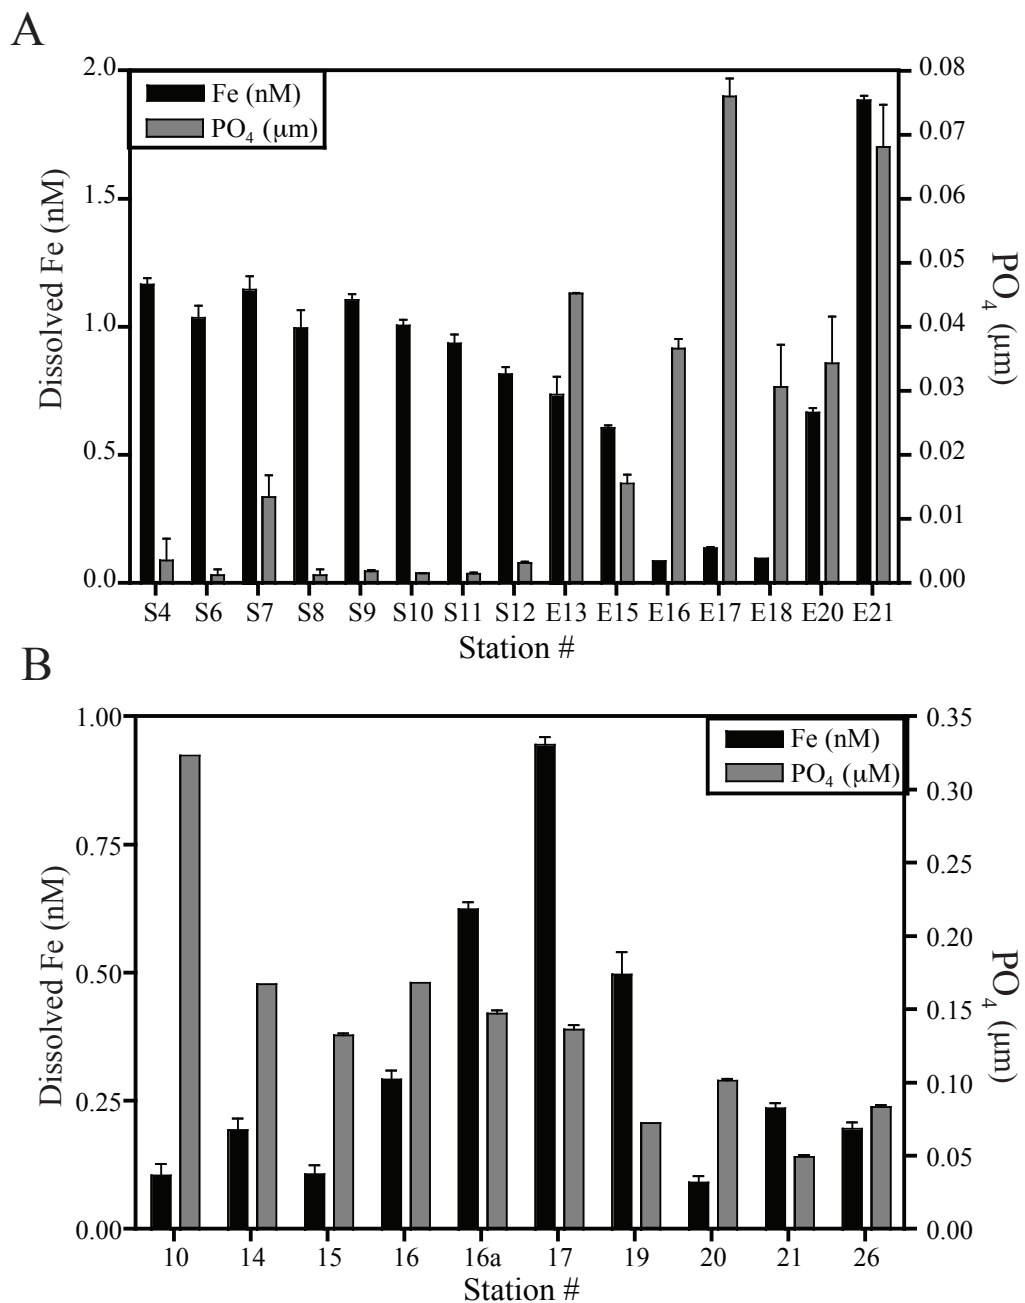 A
2.0
1.5
1.0
0.5
0.0
Dissolved Fe (nM)
Fe (nM)
PO₄ (μm)
0.08
0.07
0.06
0.05
0.04
0.03
0.02
0.01
0.00
PO₄ (μm)
S4 S6 S7 S8 S9 S10 S11 S12 E13 E15 E16 E17 E18 E20 E21
Station #
B
1.00
0.75
0.50
0.25
0.00
Dissolved Fe (nM)
Fe (nM)
PO₄ (μM)
0.35
0.30
0.25
0.20
0.15
0.10
0.05
0.00
PO₄ (μm)
10 14 15 16 16a 17 19 20 21 26
Station #